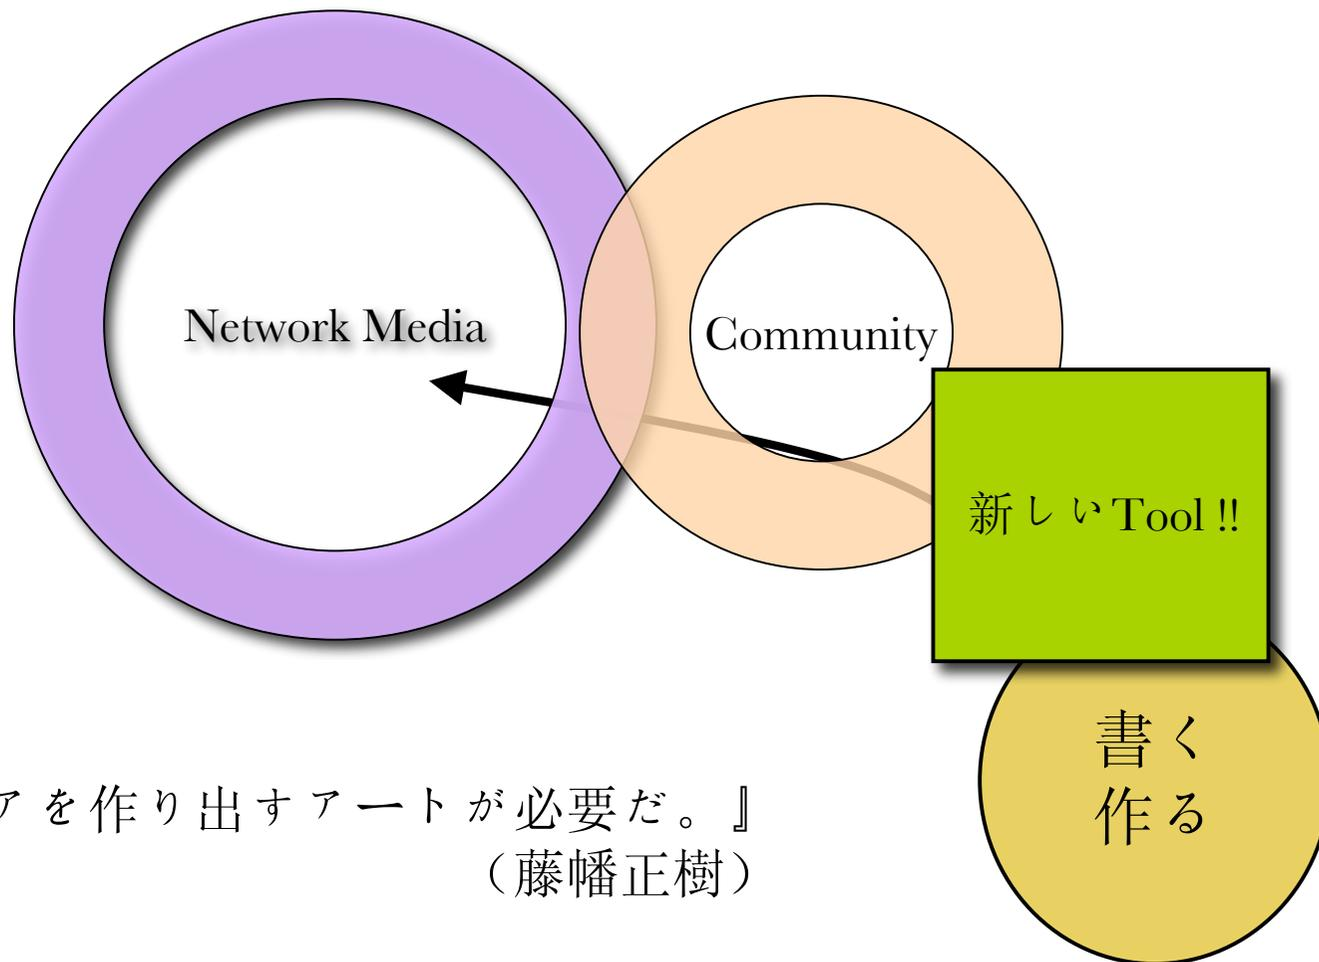 Network Media
Community
新しいTool !!
書く
作る
を作り出すアートが必要だ。』
（藤幡正樹）